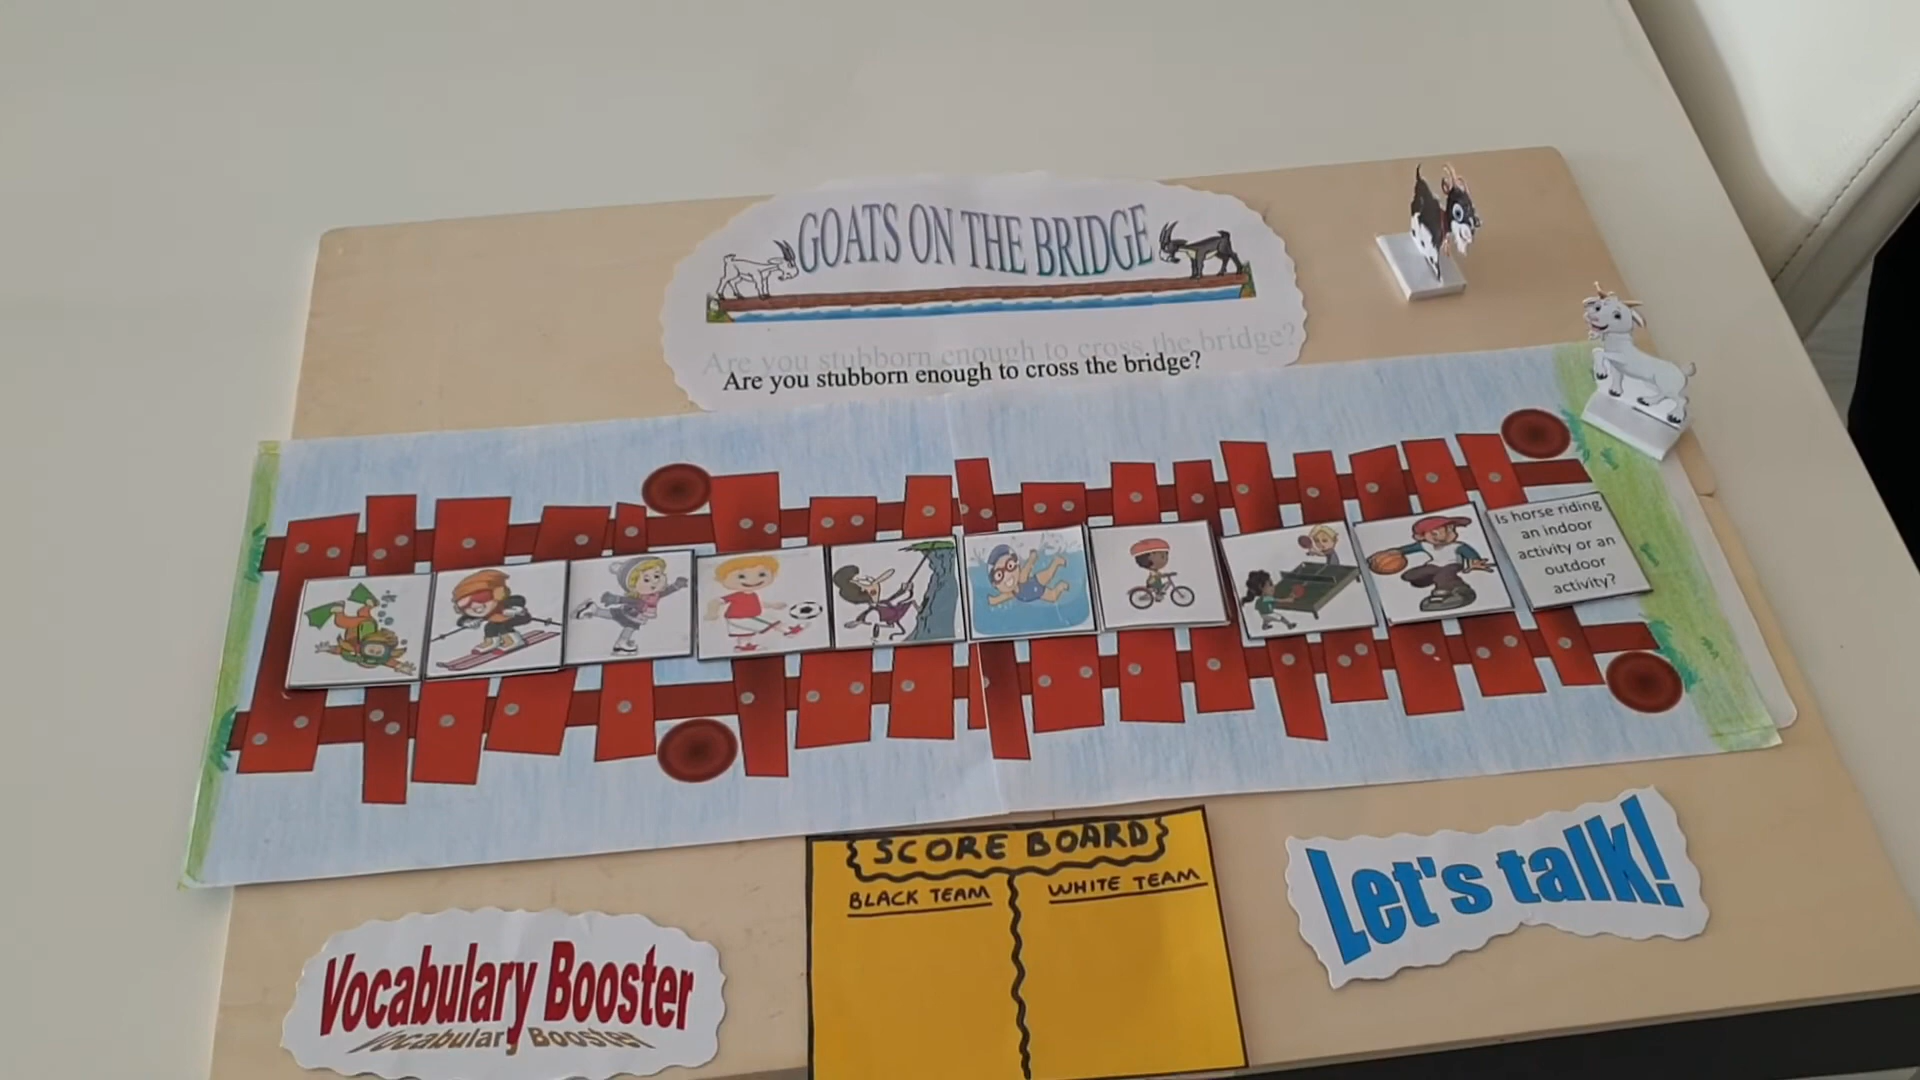 GOATS ON THE BRIDGE
Are you stubborn enough to cross the bridge?
Are you stubborn enough to cross the bridge?
Is horse riding
an indoor
activity or an
outdoor
activity?
SCORE BOARD
BLACK TEAM
WHITE TEAM
Let's talk!
Vocabulary Booster
Vocabulary Booster